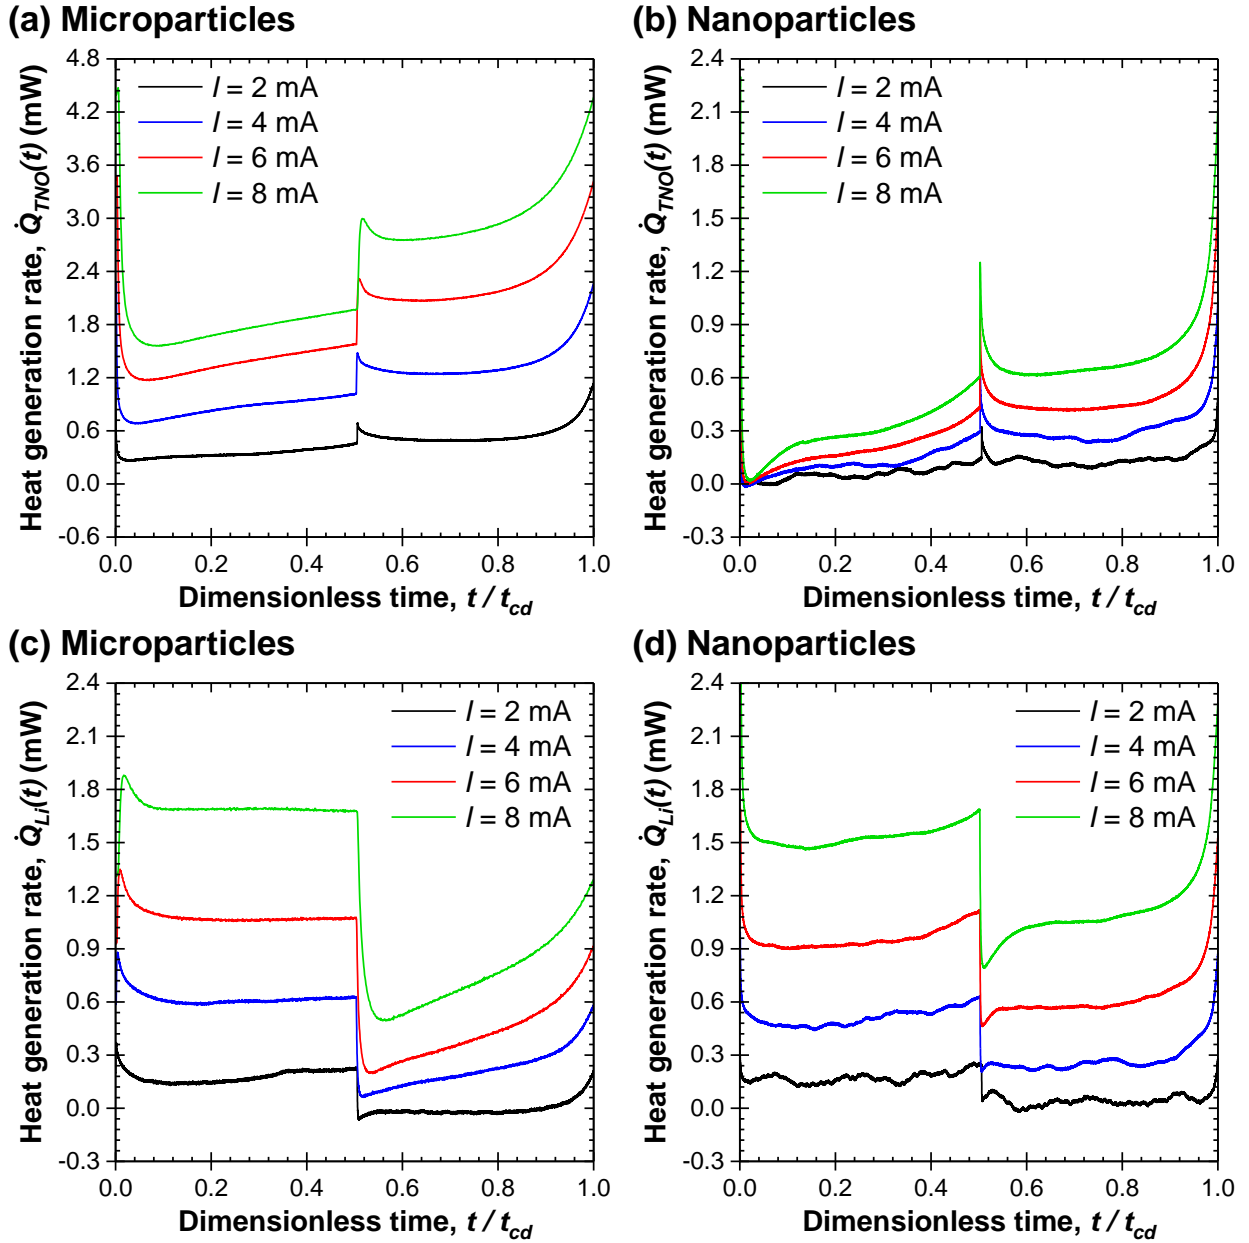 (a) Microparticles
Heat generation rate, Q̇_TNO(t) (mW)
4.8
4.2
3.6
3.0
2.4
1.8
1.2
0.6
0.0
-0.6
I = 2 mA
I = 4 mA
I = 6 mA
I = 8 mA
0.0 0.2 0.4 0.6 0.8 1.0
Dimensionless time, t / t_cd
(b) Nanoparticles
Heat generation rate, Q̇_TNO(t) (mW)
2.4
2.1
1.8
1.5
1.2
0.9
0.6
0.3
0.0
-0.3
I = 2 mA
I = 4 mA
I = 6 mA
I = 8 mA
0.0 0.2 0.4 0.6 0.8 1.0
Dimensionless time, t / t_cd
(c) Microparticles
Heat generation rate, Q̇_Li(t) (mW)
2.4
2.1
1.8
1.5
1.2
0.9
0.6
0.3
0.0
-0.3
I = 2 mA
I = 4 mA
I = 6 mA
I = 8 mA
0.0 0.2 0.4 0.6 0.8 1.0
Dimensionless time, t / t_cd
(d) Nanoparticles
Heat generation rate, Q̇_Li(t) (mW)
2.4
2.1
1.8
1.5
1.2
0.9
0.6
0.3
0.0
-0.3
I = 2 mA
I = 4 mA
I = 6 mA
I = 8 mA
0.0 0.2 0.4 0.6 0.8 1.0
Dimensionless time, t / t_cd